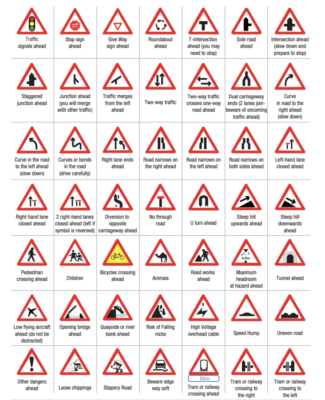 Traffic
signals ahead
Stop sign
ahead
Give Way
sign ahead
Roundabout
ahead
T-intersection
ahead (you may
need to stop)
Side road
ahead
Intersection ahead
(slow down and
prepare to stop)
Staggered
junction ahead
Junction ahead
(you will merge
with other traffic)
Traffic merges
from the left
ahead
Two-way traffic
Two-way traffic
crosses one-way
road ahead
Dual carriageway
ends (2 lanes join-
beware of oncoming
traffic ahead)
Curve
in road to the
right ahead
(slow down)
Curve in the road
to the left ahead
(slow down)
Curves or bends
in the road
(drive carefully)
Right lane ends
ahead
Road narrows on
the right ahead
Road narrows on
the left ahead
Road narrows on
both sides ahead
Left-hand lane
closed ahead
Right-hand lane
closed ahead
2 right-hand lanes
closed ahead (left if
symbol is reversed)
Diversion to
opposite
carriageway ahead
No through
road
U turn ahead
Steep hill
upwards ahead
Steep hill
downwards
ahead
Pedestrian
crossing ahead
Children
Bicycles crossing
ahead
Animals
Road works
ahead
Maximum
headroom
at hazard ahead
Tunnel ahead
Low flying aircraft
ahead (do not be
distracted)
Opening bridge
ahead
Quayside or river
bank ahead
Risk of Falling
rocks
High Voltage
overhead cable
Speed Hump
Uneven road
Other dangers
ahead
Loose chippings
Slippery Road
Beware edge
way soft
Tram or railway
crossing ahead
Tram or railway
crossing to
the right
Tram or railway
crossing to
the left